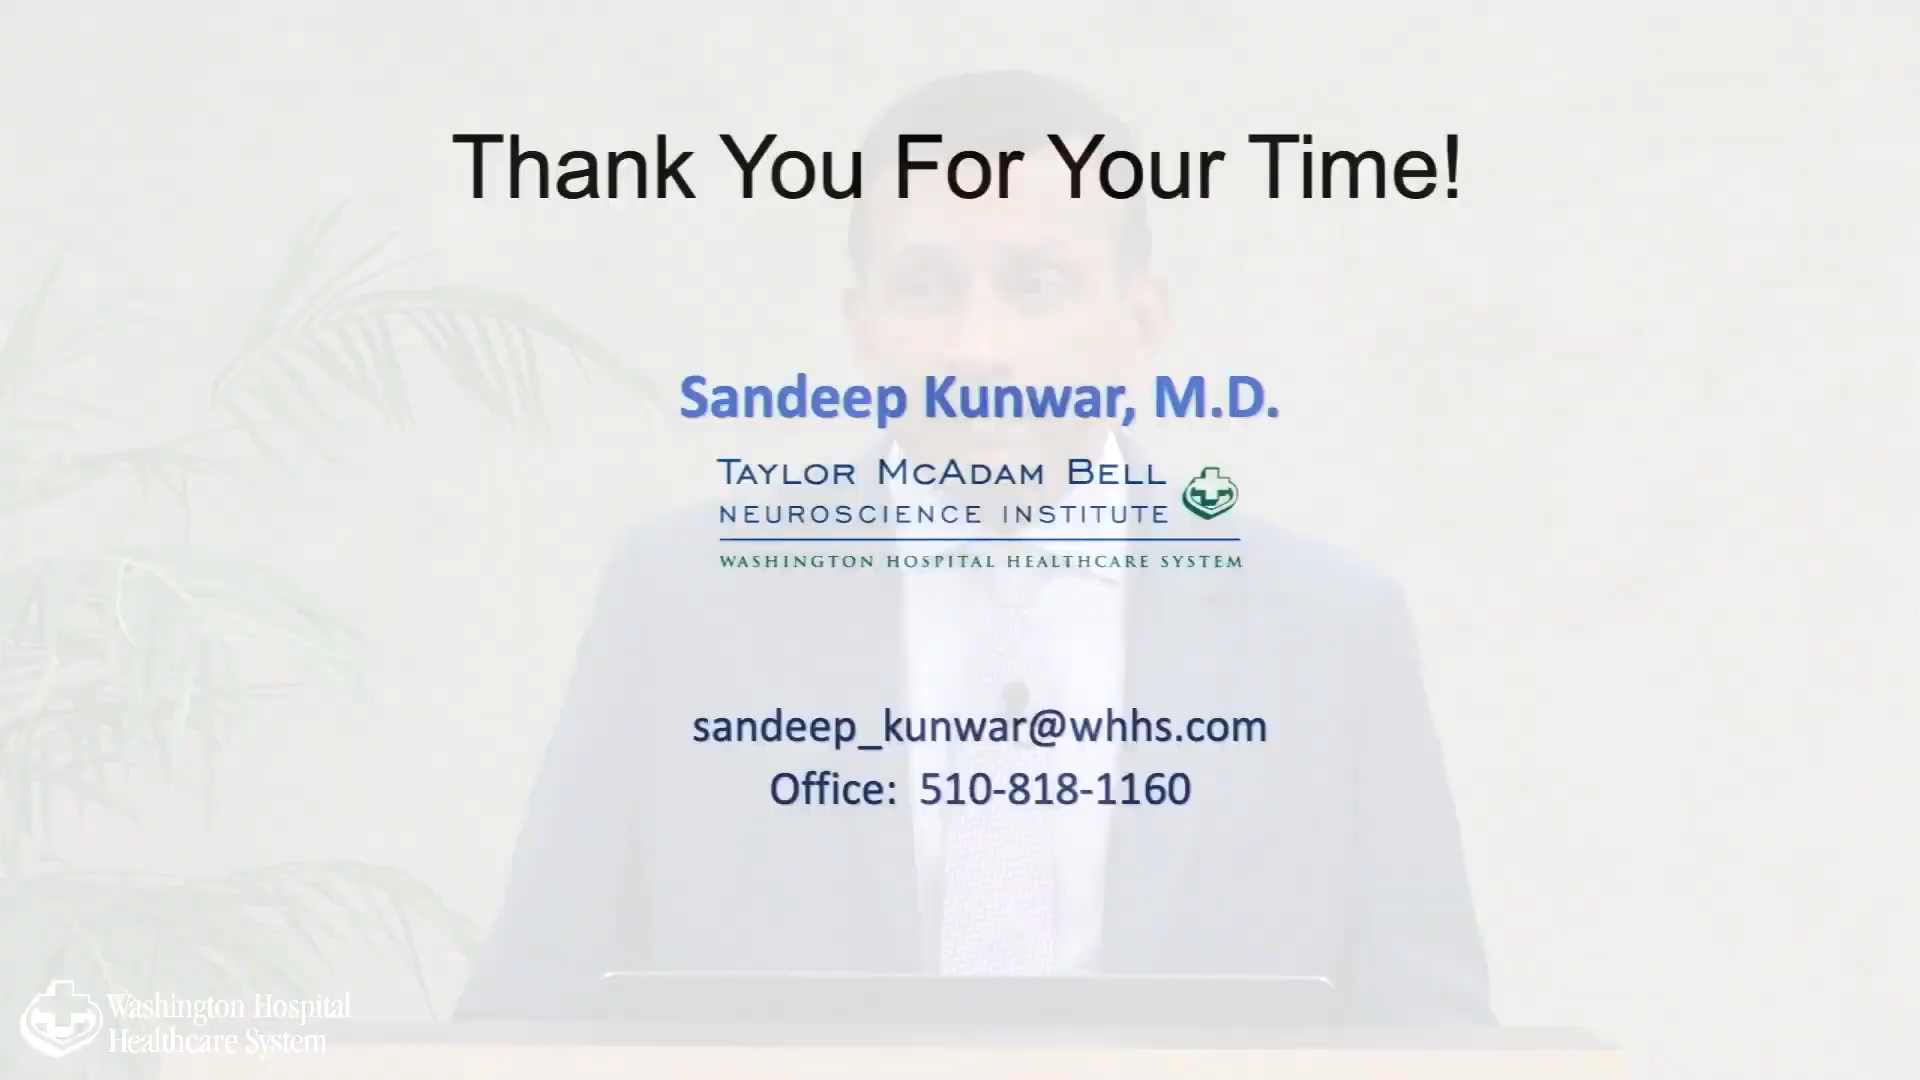 Thank You For Your Time!
Sandeep Kunwar, M.D.
TAYLOR MCADAM BELL
NEUROSCIENCE INSTITUTE
WASHINGTON HOSPITAL HEALTHCARE SYSTEM
sandeep_kunwar@whhs.com
Office: 510-818-1160
Washington Hospital
Healthcare System